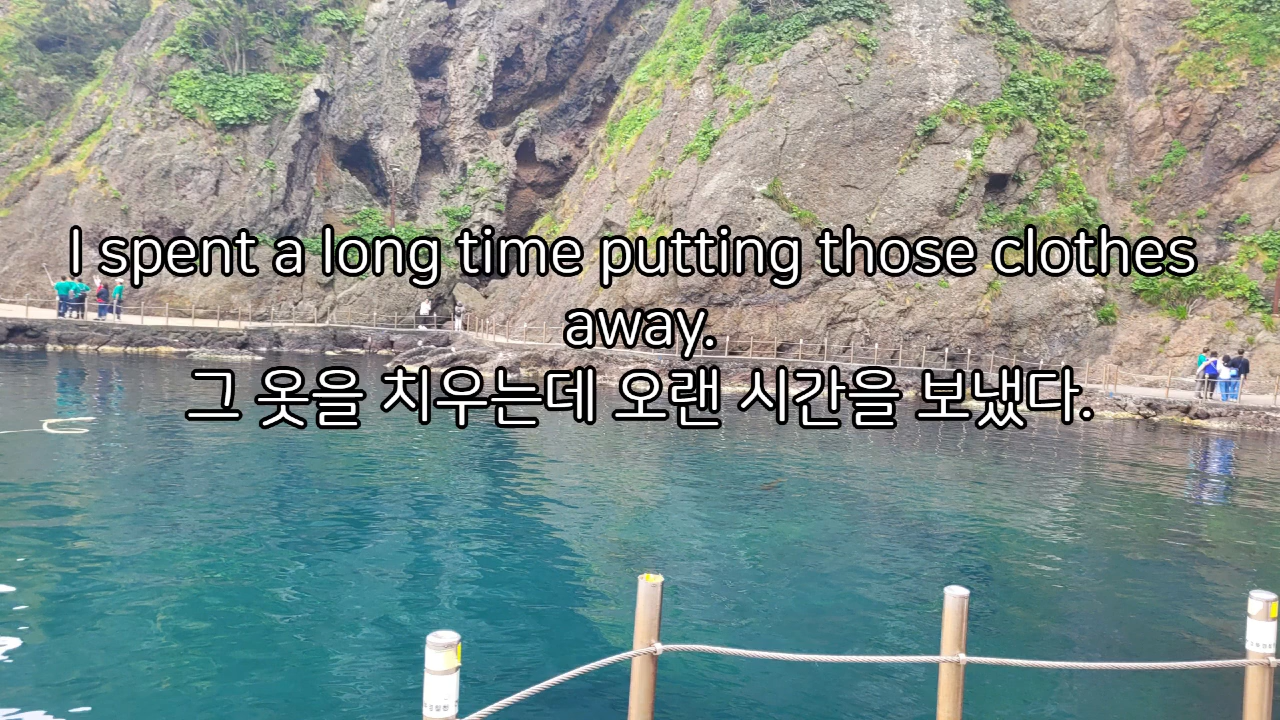 I spent a long time putting those clothes
away.
그 옷을 치우는데 오랜 시간을 보냈다.